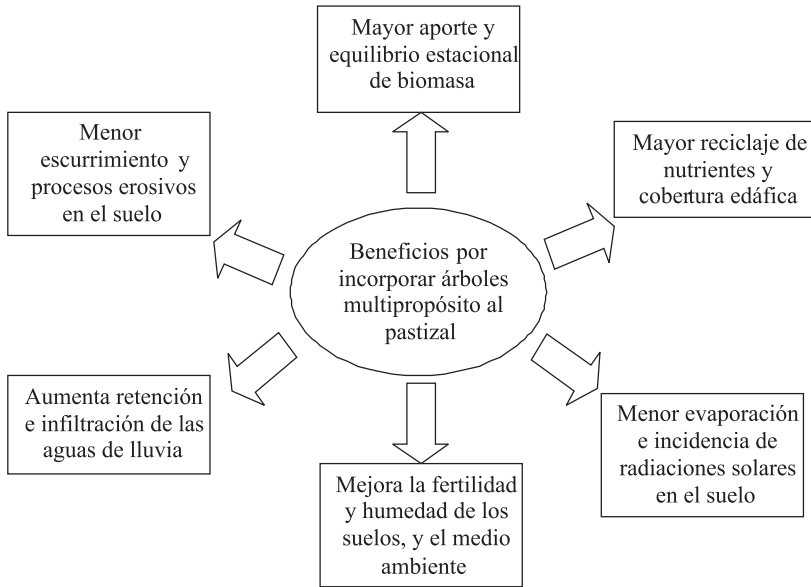 Mayor aporte y
equilibrio estacional
de biomasa
Menor
escurrimiento y
procesos erosivos
en el suelo
Mayor reciclaje de
nutrientes y
cobertura edáfica
Beneficios por
incorporar árboles
multipropósito al
pastizal
Aumenta retención
e infiltración de las
aguas de lluvia
Menor evaporación
e incidencia de
radiaciones solares
en el suelo
Mejora la fertilidad
y humedad de los
suelos, y el medio
ambiente